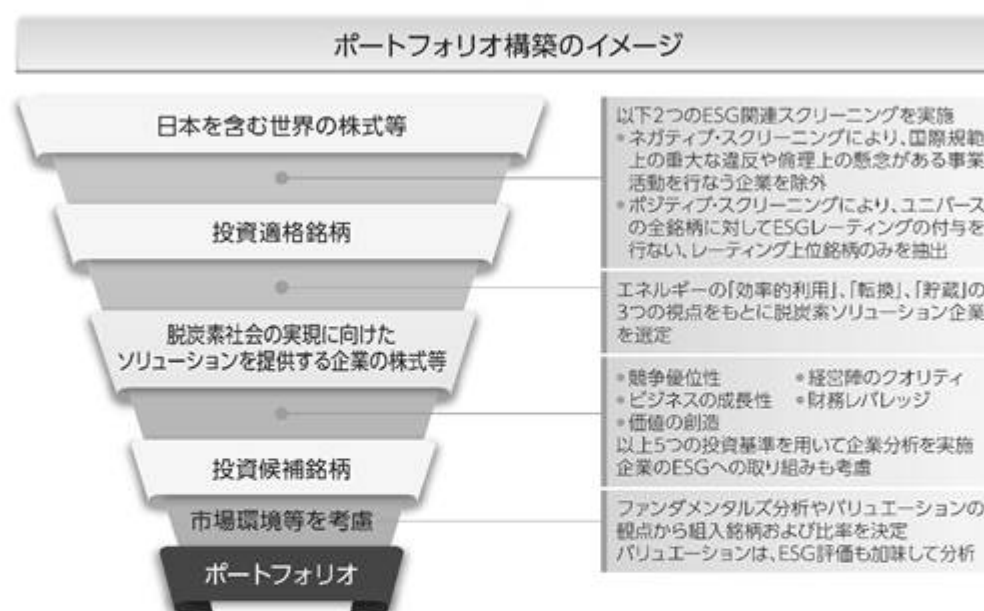 ポートフォリオ構築のイメージ
日本を含む世界の株式等
以下2つのESG関連スクリーニングを実施
●ネガティブ・スクリーニングにより、国際規範
上の重大な違反や倫理上の懸念がある事業
活動を行なう企業を除外
●ポジティブ・スクリーニングにより、ユニバース
の全銘柄に対してESGレーティングの付与を
行ない、レーティング上位銘柄のみを抽出
投資適格銘柄
エネルギーの「効率的利用」、「転換」、「貯蔵」の
3つの視点をもとに脱炭素ソリューション企業
を選定
脱炭素社会の実現に向けた
ソリューションを提供する企業の株式等
●競争優位性 ●経営陣のクオリティ
●ビジネスの成長性 ●財務レバレッジ
●価値の創造
以上5つの投資基準を用いて企業分析を実施
企業のESGへの取り組みも考慮
投資候補銘柄
市場環境等を考慮
ファンダメンタルズ分析やバリュエーションの
観点から組入銘柄および比率を決定
バリュエーションは、ESG評価も加味して分析
ポートフォリオ